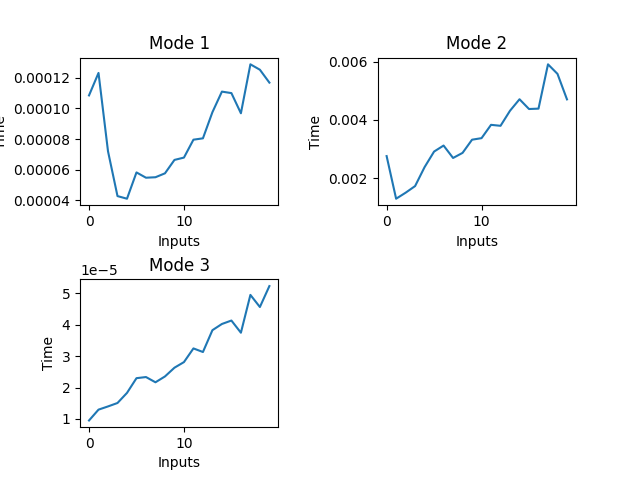 Mode 1
0.00012
0.00010
0.00008
0.00006
0.00004
0
10
Inputs
Mode 2
Time
0.006
0.004
0.002
0
10
Inputs
Mode 3
1e−5
Time
5
4
3
2
1
0
10
Inputs